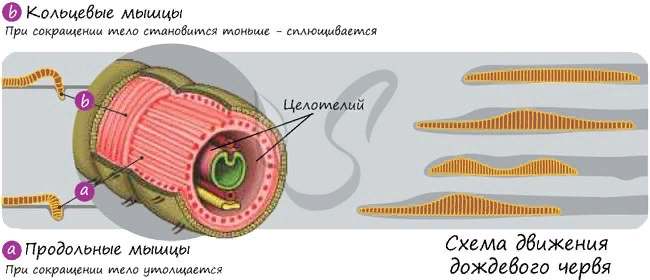 b Кольцевые мышцы
При сокращении тело становится тоньше - сплющивается
b
Целотелий
a
a Продольные мышцы
При сокращении тело утолщается
Схема движения
дождевого червя